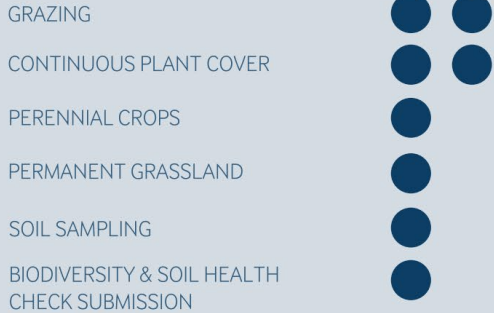 GRAZING
CONTINUOUS PLANT COVER
PERENNIAL CROPS
PERMANENT GRASSLAND
SOIL SAMPLING
BIODIVERSITY & SOIL HEALTH
CHECK SUBMISSION